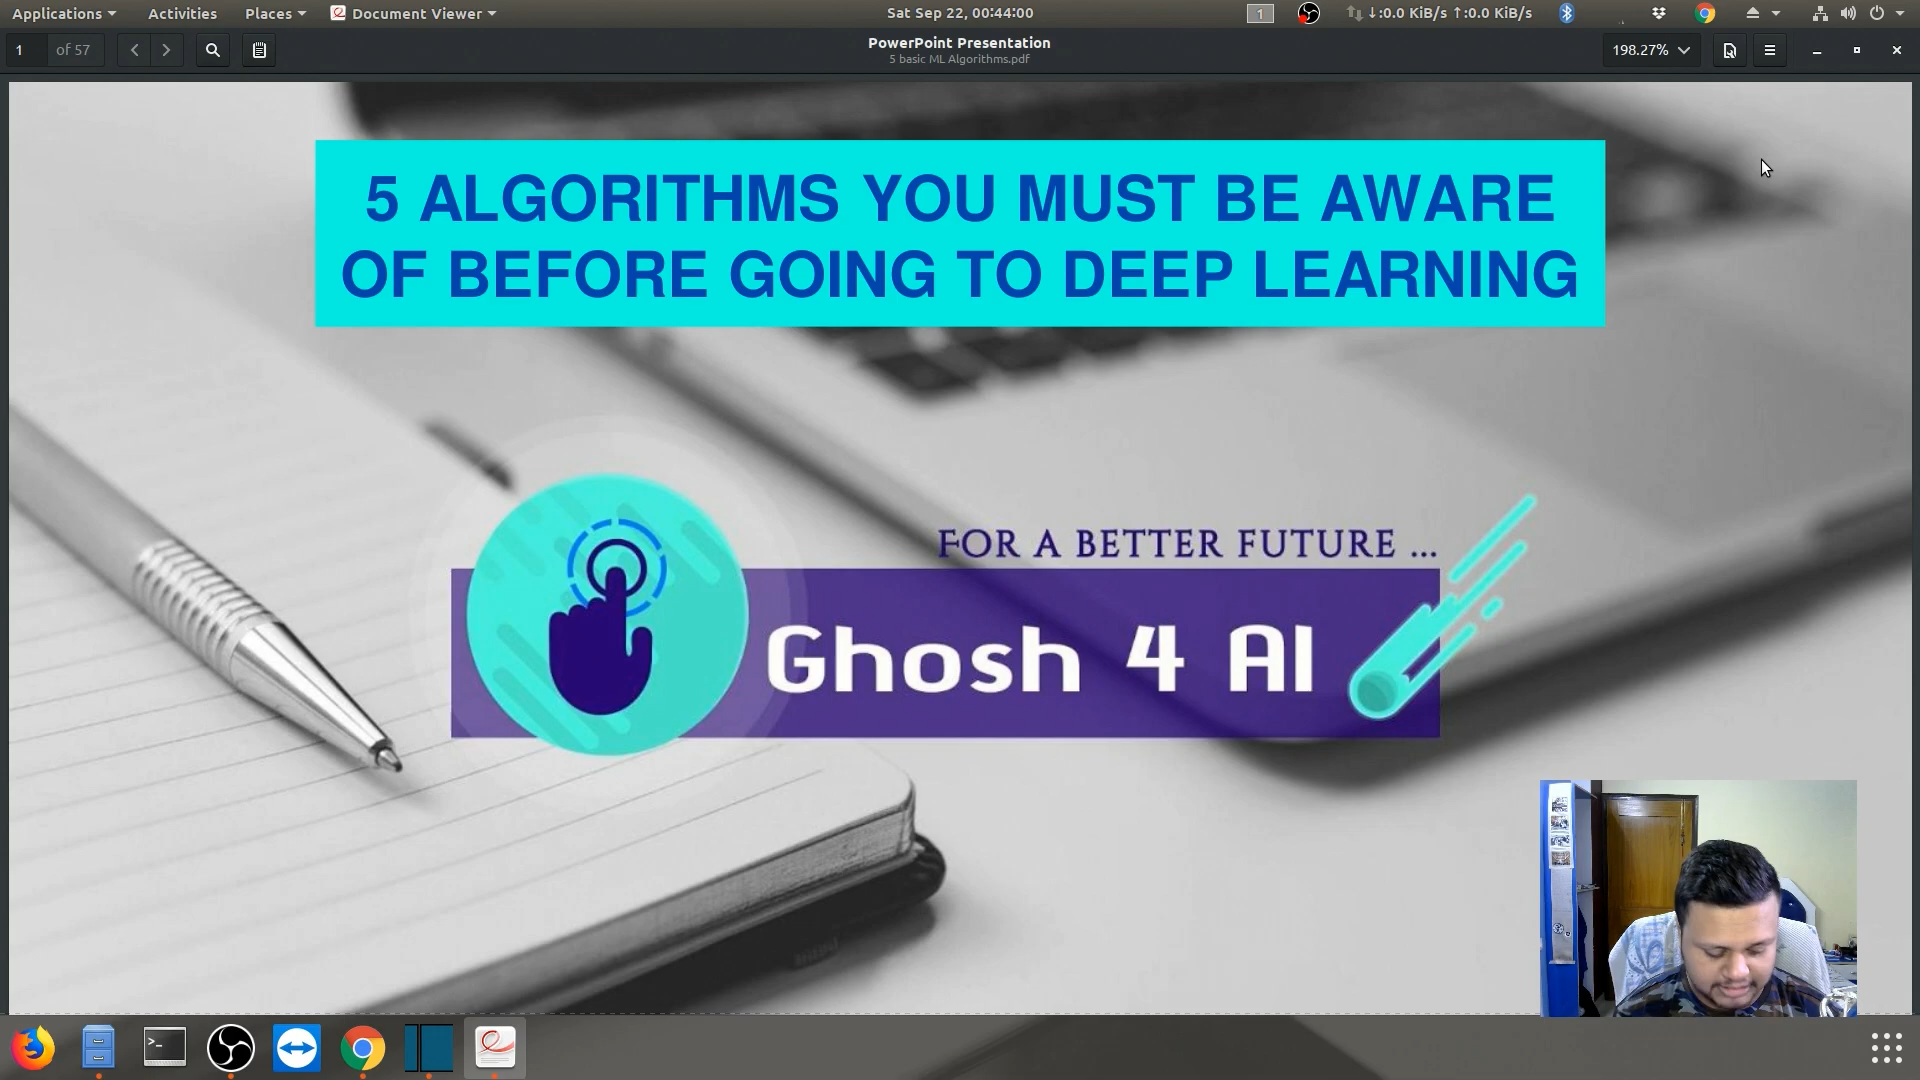 Applications Activities Places Document Viewer Sat Sep 22, 00:44:00 1 ↓:0.0 KiB/s ↑:0.0 KiB/s
1 of 57 PowerPoint Presentation 198.27%
5 basic ML Algorithms.pdf
5 ALGORITHMS YOU MUST BE AWARE
OF BEFORE GOING TO DEEP LEARNING
FOR A BETTER FUTURE ...
Ghosh 4 AI